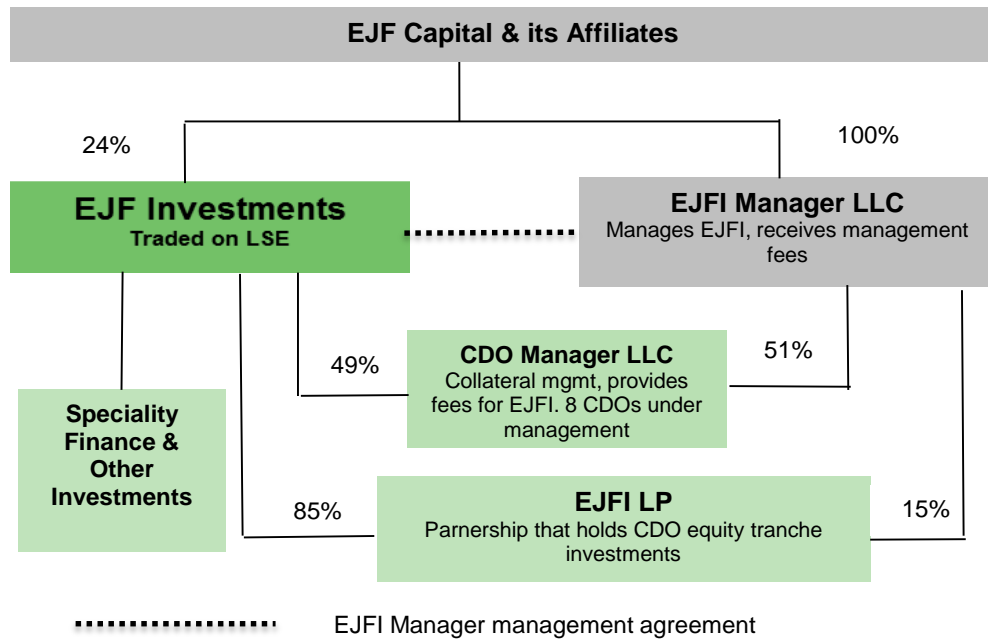 EJF Capital & its Affiliates
24%
100%
EJF Investments
Traded on LSE
EJFI Manager LLC
Manages EJFI, receives management
fees
49%
CDO Manager LLC
Collateral mgmt, provides
fees for EJFI. 8 CDOs under
management
51%
Speciality
Finance &
Other
Investments
85%
EJFI LP
Parnership that holds CDO equity tranche
investments
15%
EJFI Manager management agreement